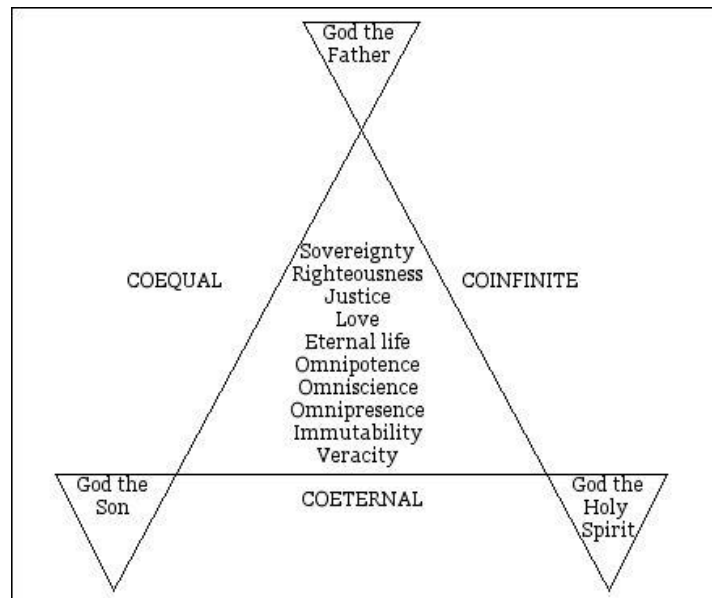 God the
Father
COEQUAL
COINFINITE
Sovereignty
Righteousness
Justice
Love
Eternal life
Omnipotence
Omniscience
Omnipresence
Immutability
Veracity
God the
Son
COETERNAL
God the
Holy
Spirit